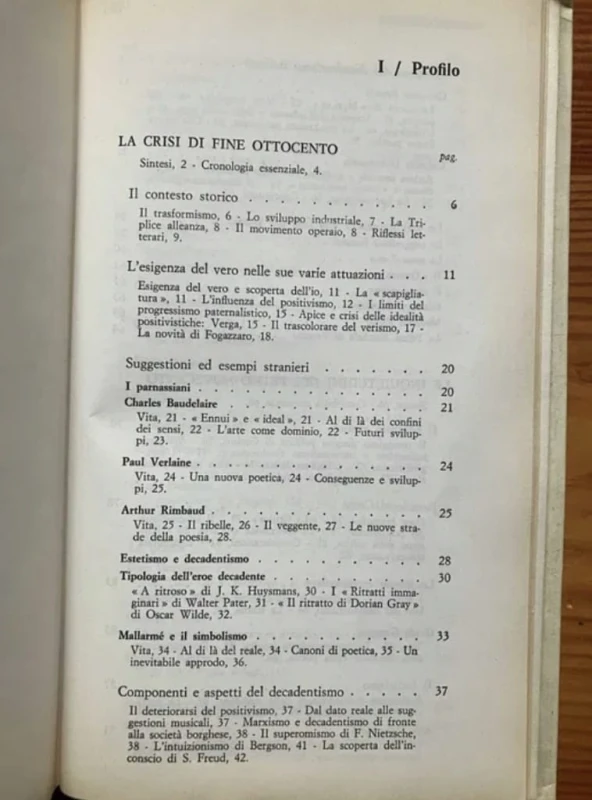 I / Profilo
LA CRISI DI FINE OTTOCENTO
pag.
Sintesi, 2 - Cronologia essenziale, 4.
Il contesto storico . . . . . . . . . . . . 6
Il trasformismo, 6 - Lo sviluppo industriale, 7 - La Tri-
plice alleanza, 8 - Il movimento operaio, 8 - Riflessi let-
terari, 9.
L'esigenza del vero nelle sue varie attuazioni . . . 11
Esigenza del vero e scoperta dell'io, 11 - La « scapiglia-
tura », 11 - L'influenza del positivismo, 12 - I limiti del
progressismo paternalistico, 15 - Apice e crisi delle idealità
positivistiche: Verga, 15 - Il trascolorare del verismo, 17 -
La novità di Fogazzaro, 18.
Suggestioni ed esempi stranieri . . . . . . . 20
I parnassiani . . . . . . . . . . . . . . 20
Charles Baudelaire . . . . . . . . . . . . 21
Vita, 21 - « Ennui » e « ideal », 21 - Al di là dei confini
dei sensi, 22 - L'arte come dominio, 22 - Futuri svilup-
pi, 23.
Paul Verlaine . . . . . . . . . . . . . . 24
Vita, 24 - Una nuova poetica, 24 - Conseguenze e svilup-
pi, 25.
Arthur Rimbaud . . . . . . . . . . . . . 25
Vita, 25 - Il ribelle, 26 - Il veggente, 27 - Le nuove stra-
de della poesia, 28.
Estetismo e decadentismo . . . . . . . . . . 28
Tipologia dell'eroe decadente . . . . . . . . . 30
« A ritroso » di J. K. Huysmans, 30 - I « Ritratti imma-
ginari » di Walter Pater, 31 - « Il ritratto di Dorian Gray »
di Oscar Wilde, 32.
Mallarmé e il simbolismo . . . . . . . . . . 33
Vita, 34 - Al di là del reale, 34 - Canoni di poetica, 35 - Un
inevitabile approdo, 36.
Componenti e aspetti del decadentismo . . . . . 37
Il deteriorarsi del positivismo, 37 - Dal dato reale alle sug-
gestioni musicali, 37 - Marxismo e decadentismo di fronte
alla società borghese, 38 - Il superomismo di F. Nietzsche,
38 - L'intuizionismo di Bergson, 41 - La scoperta dell'in-
conscio di S. Freud, 42.